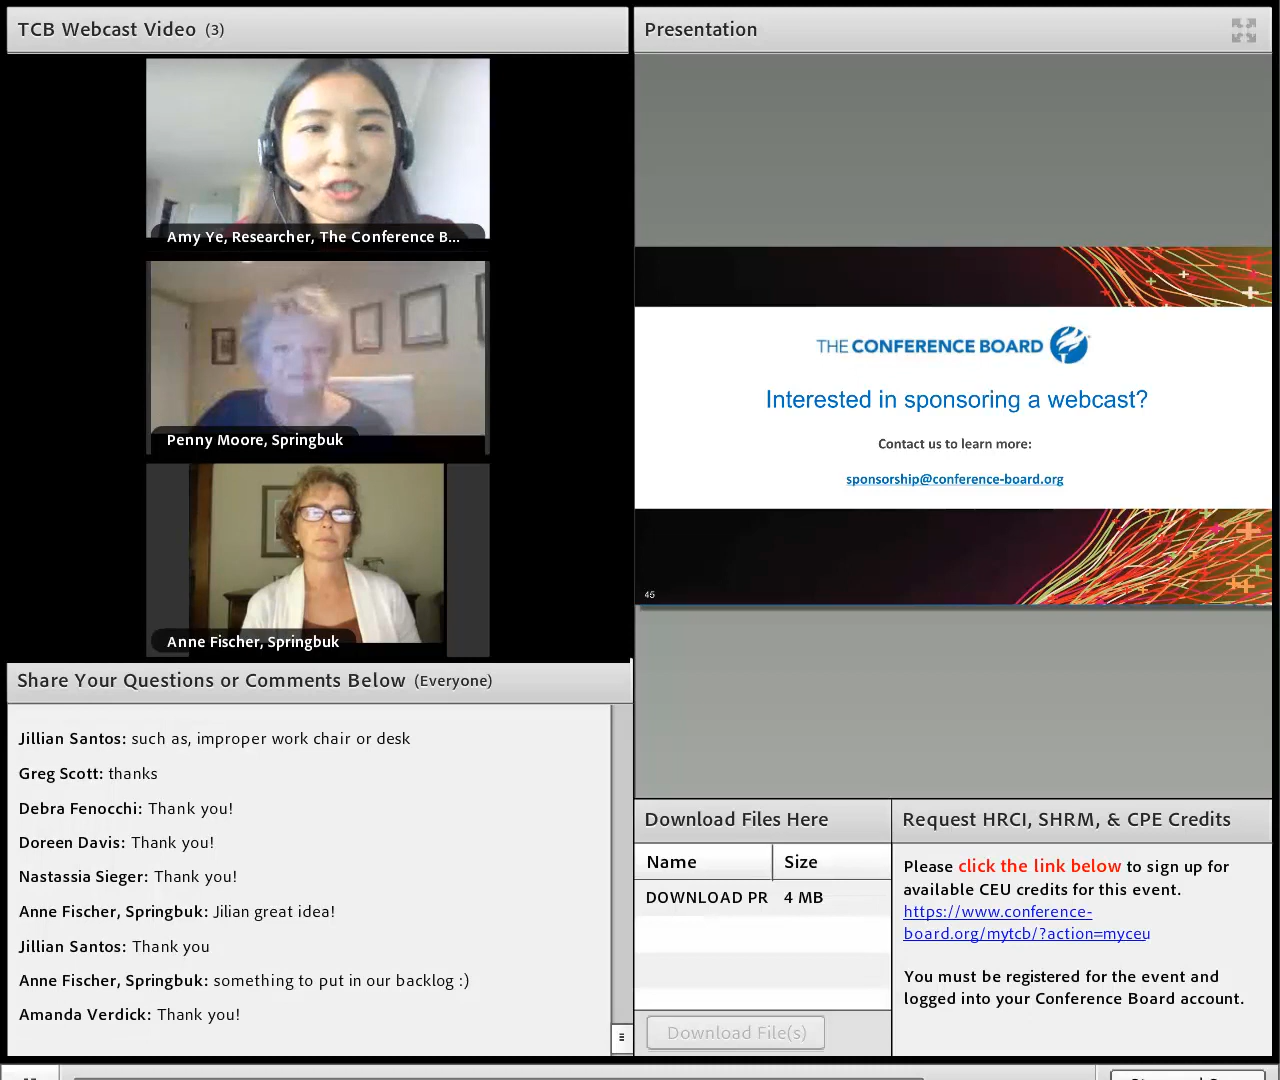 TCB Webcast Video (3)
Amy Ye, Researcher, The Conference B...
Penny Moore, Springbuk
Anne Fischer, Springbuk
Share Your Questions or Comments Below (Everyone)
Jillian Santos: such as, improper work chair or desk
Greg Scott: thanks
Debra Fenocchi: Thank you!
Doreen Davis: Thank you!
Nastassia Sieger: Thank you!
Anne Fischer, Springbuk: Jilian great idea!
Jillian Santos: Thank you
Anne Fischer, Springbuk: something to put in our backlog :)
Amanda Verdick: Thank you!
Presentation
THE CONFERENCE BOARD
Interested in sponsoring a webcast?
Contact us to learn more:
sponsorship@conference-board.org
45
Download Files Here
Name Size
DOWNLOAD PR 4 MB
Download File(s)
Request HRCI, SHRM, & CPE Credits
Please click the link below to sign up for
available CEU credits for this event.
https://www.conference-
board.org/mytcb/?action=myceu
You must be registered for the event and
logged into your Conference Board account.